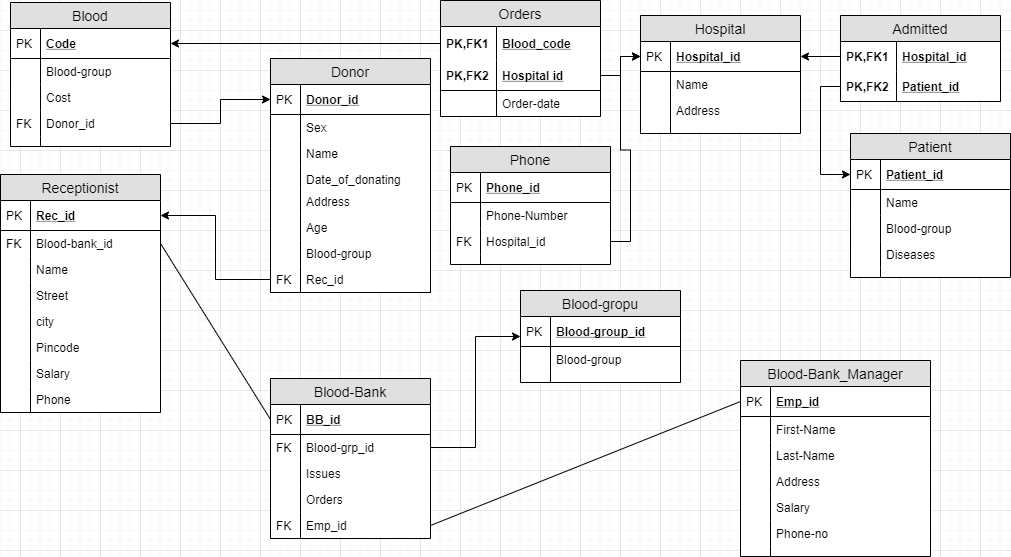 Blood
PK Code
Blood-group
Cost
FK Donor_id
Orders
PK,FK1 Blood_code
PK,FK2 Hospital id
Order-date
Hospital
PK Hospital_id
Name
Address
Admitted
PK,FK1 Hospital_id
PK,FK2 Patient_id
Donor
PK Donor_id
Sex
Name
Date_of_donating
Address
Age
Blood-group
FK Rec_id
Phone
PK Phone_id
Phone-Number
FK Hospital_id
Patient
PK Patient_id
Name
Blood-group
Diseases
Receptionist
PK Rec_id
FK Blood-bank_id
Name
Street
city
Pincode
Salary
Phone
Blood-gropu
PK Blood-group_id
Blood-group
Blood-Bank
PK BB_id
FK Blood-grp_id
Issues
Orders
FK Emp_id
Blood-Bank_Manager
PK Emp_id
First-Name
Last-Name
Address
Salary
Phone-no